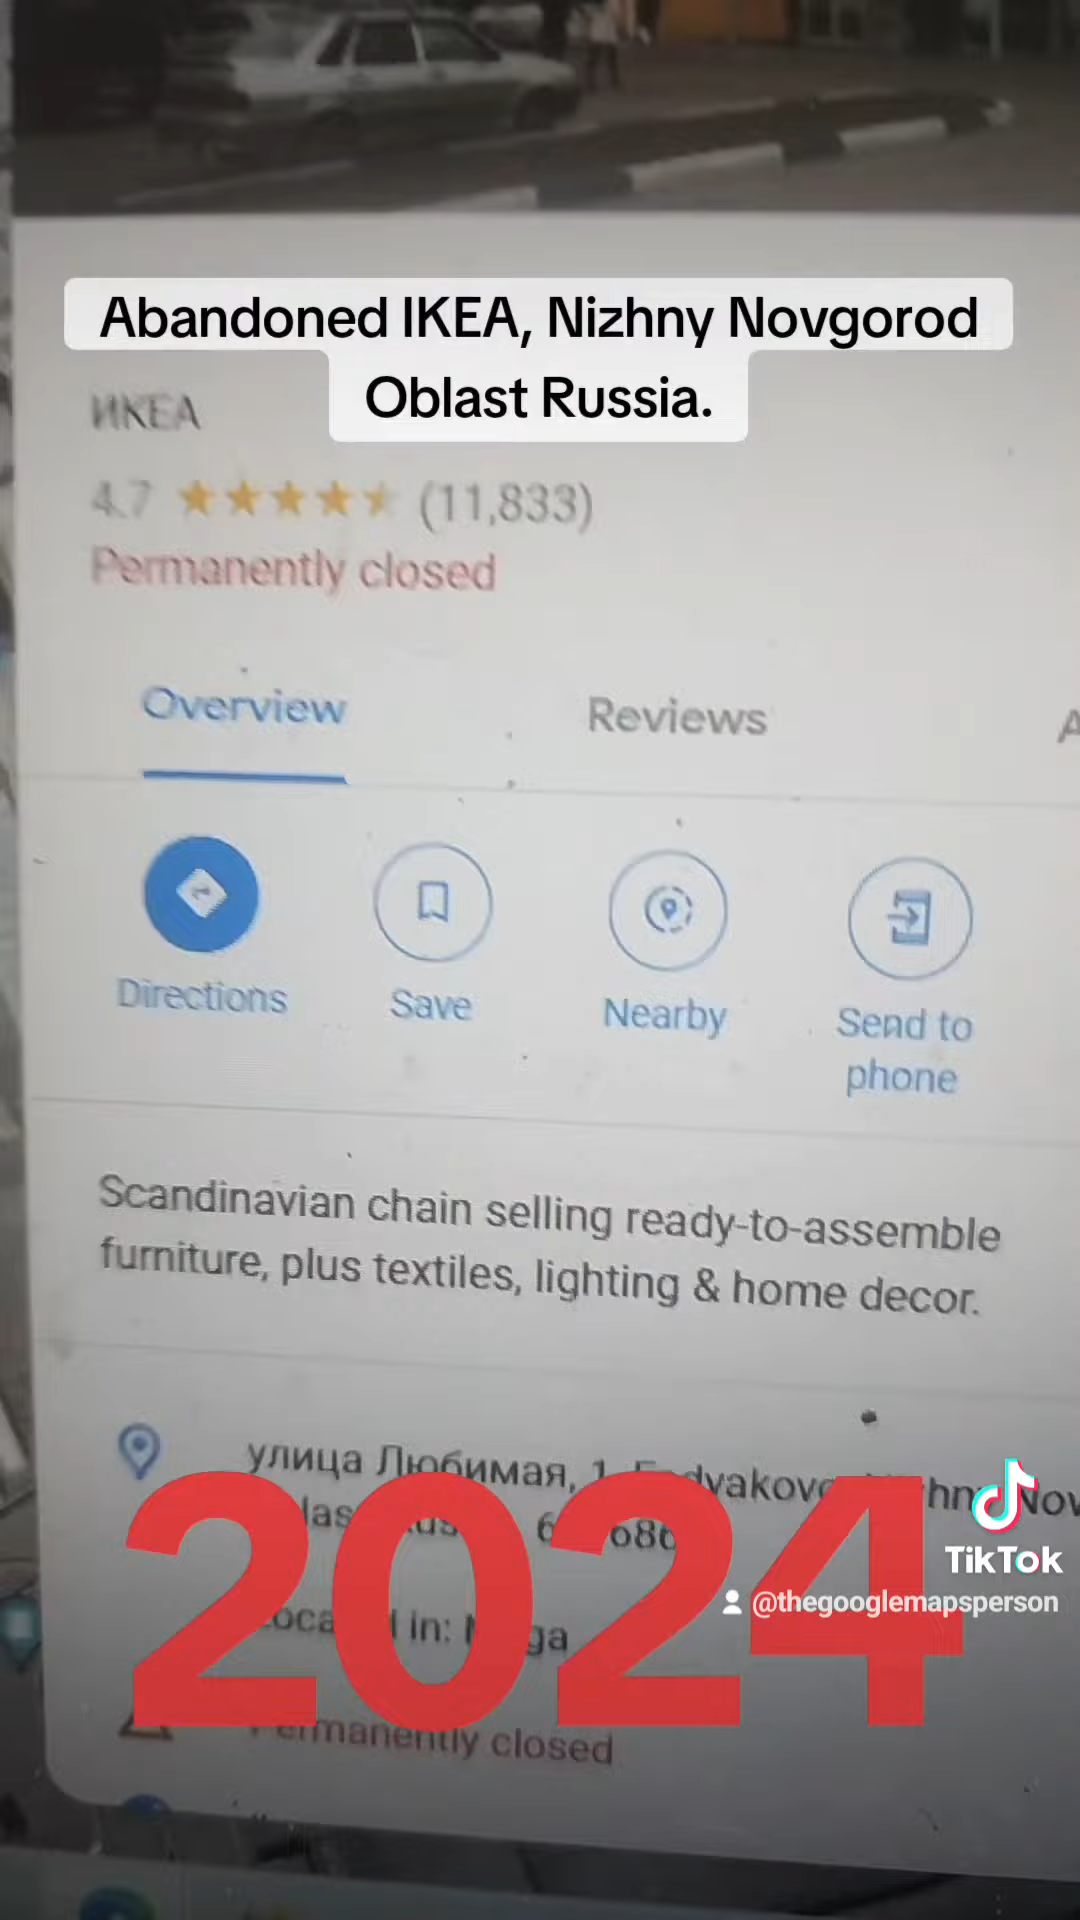 Abandoned IKEA, Nizhny Novgorod
Oblast Russia.
ИКЕА
4.7 (11,833)
Permanently closed
Overview Reviews
Directions Save Nearby Send to
phone
Scandinavian chain selling ready-to-assemble
furniture, plus textiles, lighting & home decor.
улица Любимая, 1
2024
in:
Permanently closed
TikTok
@thegooglemapsperson